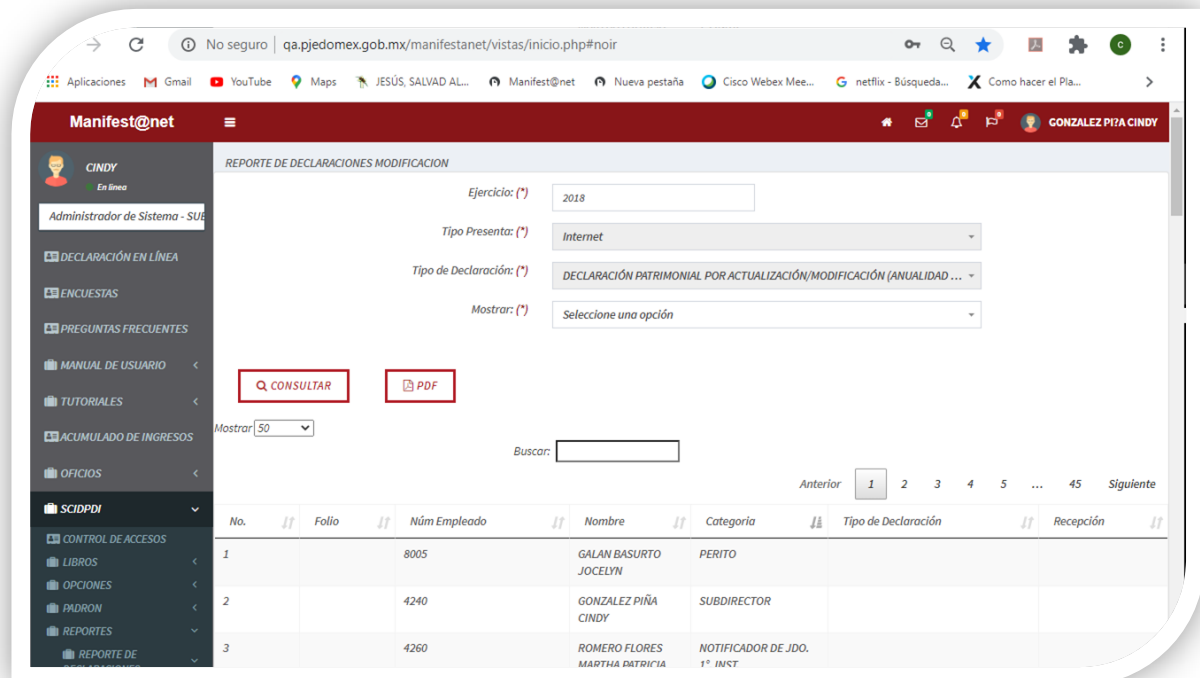 No seguro qa.pjedomex.gob.mx/manifestanet/vistas/inicio.php#noir C
Aplicaciones Gmail YouTube Maps JESÚS, SALVAD AL... Manifest@net Nueva pestaña Cisco Webex Mee... netflix - Búsqueda... Como hacer el Pla...
Manifest@net 0 0 0 GONZALEZ PI?A CINDY
CINDY
En línea
Administrador de Sistema - SUB
DECLARACIÓN EN LÍNEA
ENCUESTAS
PREGUNTAS FRECUENTES
MANUAL DE USUARIO
TUTORIALES
ACUMULADO DE INGRESOS
OFICIOS
SCIDPDI
CONTROL DE ACCESOS
LIBROS
OPCIONES
PADRON
REPORTES
REPORTE DE
DECLARACIONES
REPORTE DE DECLARACIONES MODIFICACION
Ejercicio: (*) 2018
Tipo Presenta: (*) Internet
Tipo de Declaración: (*) DECLARACIÓN PATRIMONIAL POR ACTUALIZACIÓN/MODIFICACIÓN (ANUALIDAD ...
Mostrar: (*) Seleccione una opción
CONSULTAR PDF
Mostrar 50
Buscar:
Anterior 1 2 3 4 5 ... 45 Siguiente
No. Folio Núm Empleado Nombre Categoria Tipo de Declaración Recepción
1 8005 GALAN BASURTO PERITO
JOCELYN
2 4240 GONZALEZ PIÑA SUBDIRECTOR
CINDY
3 4260 ROMERO FLORES NOTIFICADOR DE JDO.
MARTHA PATRICIA 1° INST